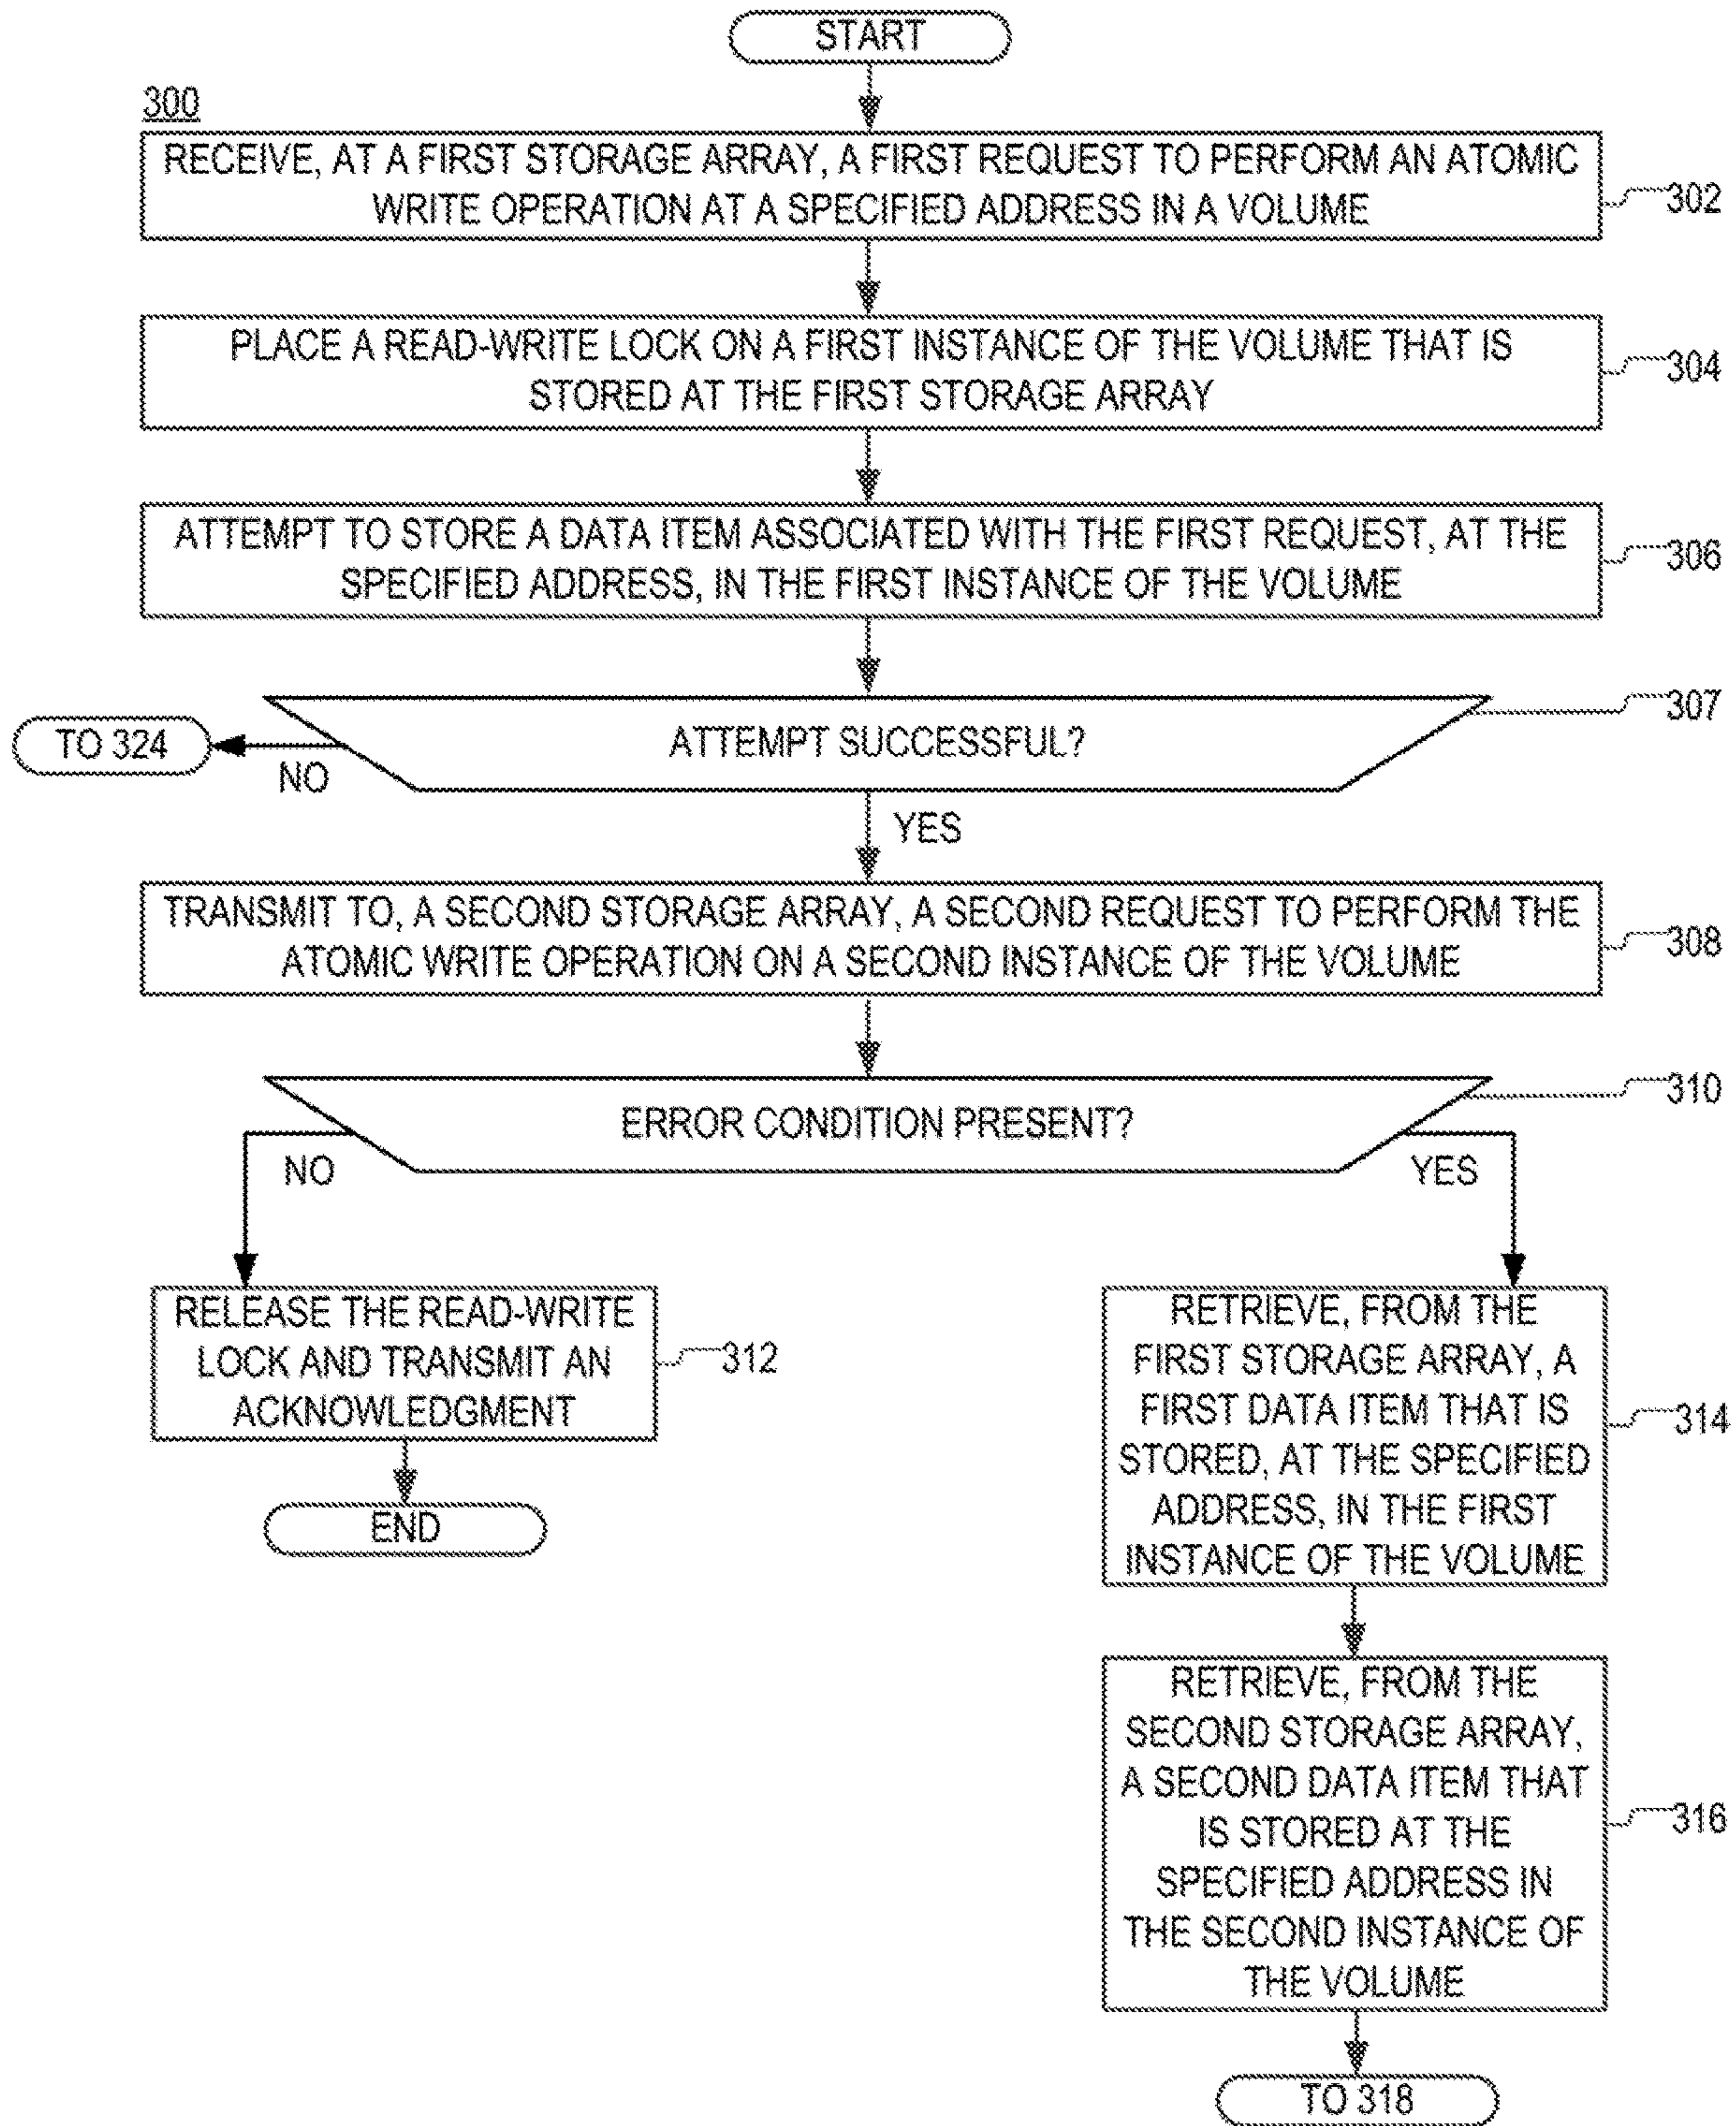 START
300
RECEIVE, AT A FIRST STORAGE ARRAY, A FIRST REQUEST TO PERFORM AN ATOMIC
WRITE OPERATION AT A SPECIFIED ADDRESS IN A VOLUME
302
PLACE A READ-WRITE LOCK ON A FIRST INSTANCE OF THE VOLUME THAT IS
STORED AT THE FIRST STORAGE ARRAY
304
ATTEMPT TO STORE A DATA ITEM ASSOCIATED WITH THE FIRST REQUEST, AT THE
SPECIFIED ADDRESS, IN THE FIRST INSTANCE OF THE VOLUME
306
ATTEMPT SUCCESSFUL?
307
TO 324
NO
YES
TRANSMIT TO, A SECOND STORAGE ARRAY, A SECOND REQUEST TO PERFORM THE
ATOMIC WRITE OPERATION ON A SECOND INSTANCE OF THE VOLUME
308
ERROR CONDITION PRESENT?
310
NO
YES
RELEASE THE READ-WRITE
LOCK AND TRANSMIT AN
ACKNOWLEDGMENT
312
END
RETRIEVE, FROM THE
FIRST STORAGE ARRAY, A
FIRST DATA ITEM THAT IS
STORED, AT THE SPECIFIED
ADDRESS, IN THE FIRST
INSTANCE OF THE VOLUME
314
RETRIEVE, FROM THE
SECOND STORAGE ARRAY,
A SECOND DATA ITEM THAT
IS STORED AT THE
SPECIFIED ADDRESS IN
THE SECOND INSTANCE OF
THE VOLUME
316
TO 318